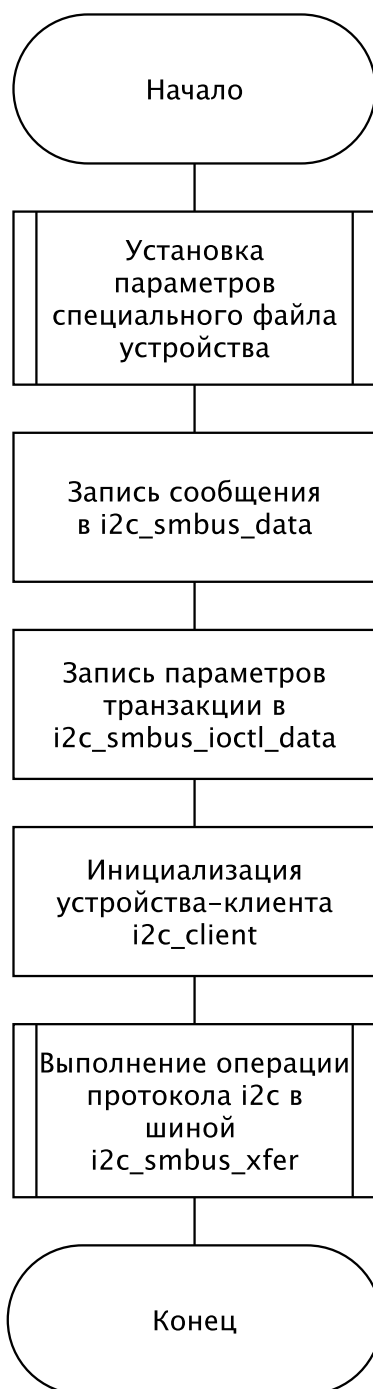 Начало
Установка
параметров
специального файла
устройства
Запись сообщения
в i2c_smbus_data
Запись параметров
транзакции в
i2c_smbus_ioctl_data
Инициализация
устройства-клиента
i2c_client
Выполнение операции
протокола i2c в
шиной
i2c_smbus_xfer
Конец